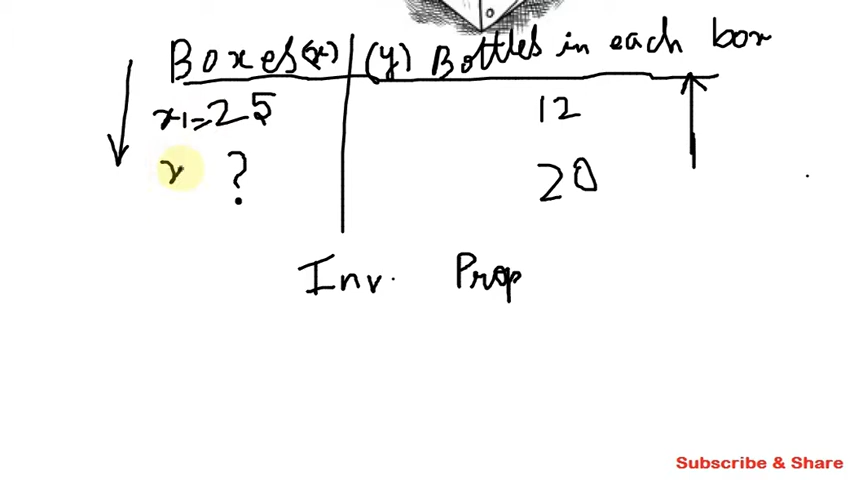 Boxes(x) (y) Bottles in each box
x1=25 12
x ? 20
Inv. Prop
Subscribe & Share